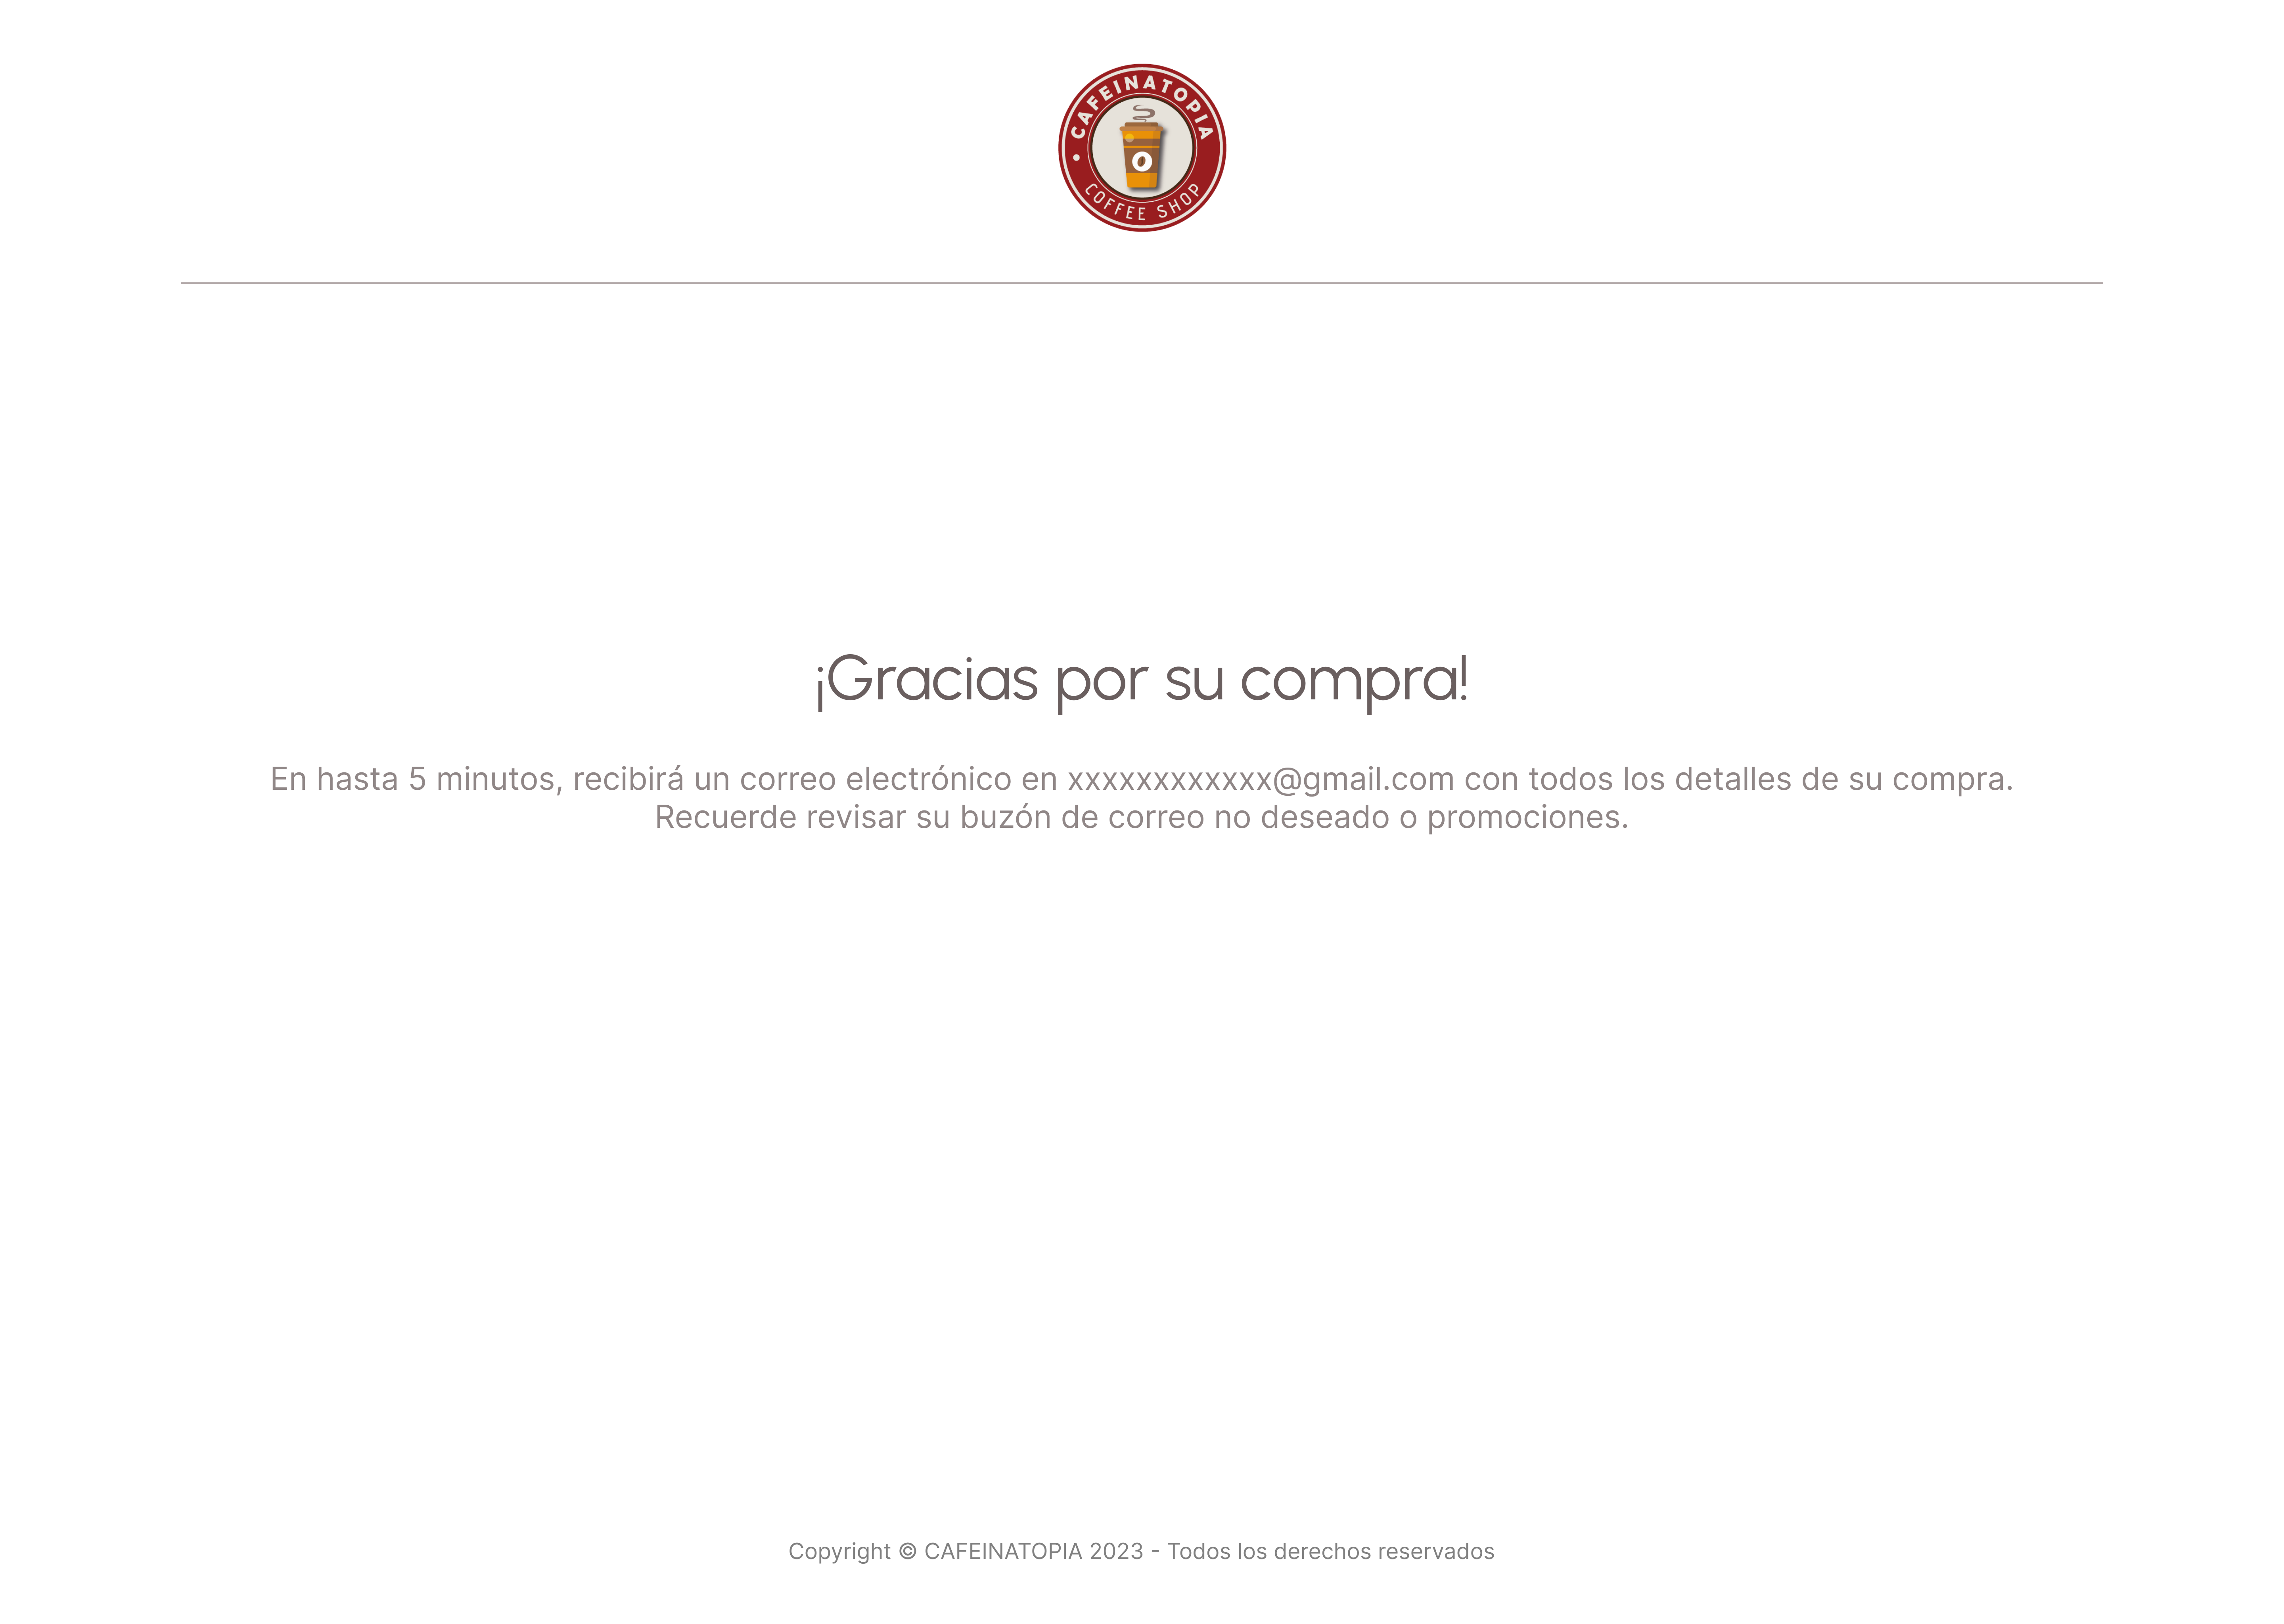 • CAFEINATOPIA
COFFEE SHOP
¡Gracias por su compra!
En hasta 5 minutos, recibirá un correo electrónico en xxxxxxxxxxxx@gmail.com con todos los detalles de su compra.
Recuerde revisar su buzón de correo no deseado o promociones.
Copyright © CAFEINATOPIA 2023 - Todos los derechos reservados